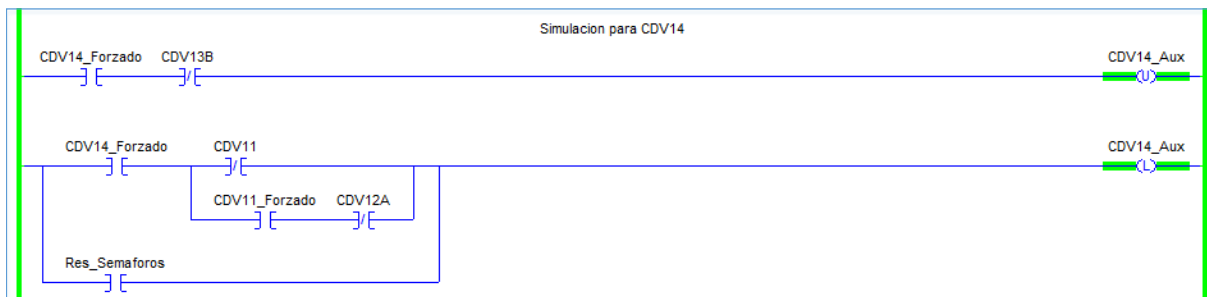 Simulacion para CDV14
CDV14_Forzado CDV13B CDV14_Aux
U
CDV14_Forzado CDV11 CDV14_Aux
L
CDV11_Forzado CDV12A
Res_Semaforos